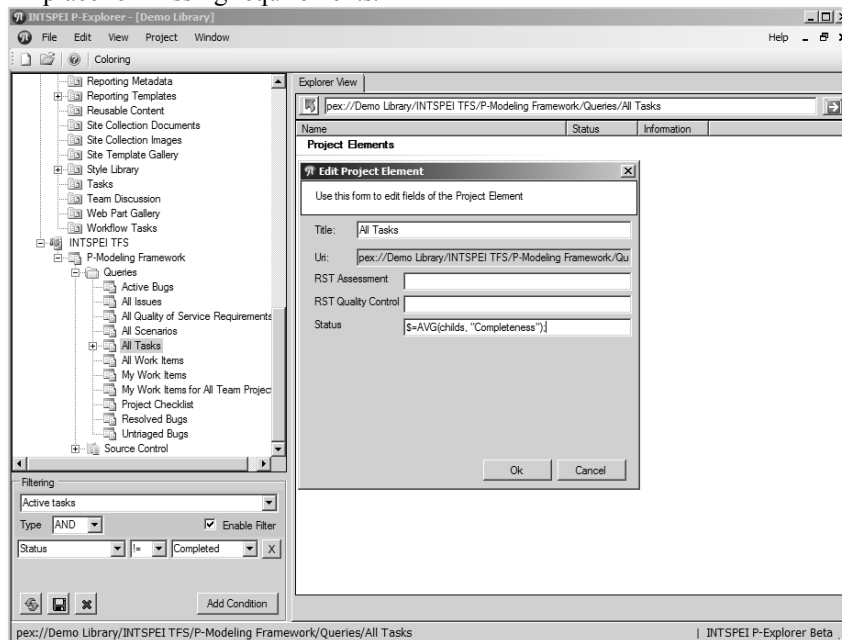 INTSPEI P-Explorer - [Demo Library]
File Edit View Project Window Help
Coloring
Reporting Metadata
Reporting Templates
Reusable Content
Site Collection Documents
Site Collection Images
Site Template Gallery
Style Library
Tasks
Team Discussion
Web Part Gallery
Workflow Tasks
INTSPEI TFS
P-Modeling Framework
Queries
Active Bugs
All Issues
All Quality of Service Requirements
All Scenarios
All Tasks
All Work Items
My Work Items
My Work Items for All Team Projec
Project Checklist
Resolved Bugs
Untriaged Bugs
Source Control
Filtering
Active tasks
Type AND Enable Filter
Status != Completed X
Add Condition
Explorer View
pex://Demo Library/INTSPEI TFS/P-Modeling Framework/Queries/All Tasks
Name Status Information
Project Elements
Edit Project Element
Use this form to edit fields of the Project Element
Title: All Tasks
Uri: pex://Demo Library/INTSPEI TFS/P-Modeling Framework/Qu
RST Assessment
RST Quality Control
Status $=AVG(childs, "Completeness");
Ok Cancel
pex://Demo Library/INTSPEI TFS/P-Modeling Framework/Queries/All Tasks INTSPEI P-Explorer Beta